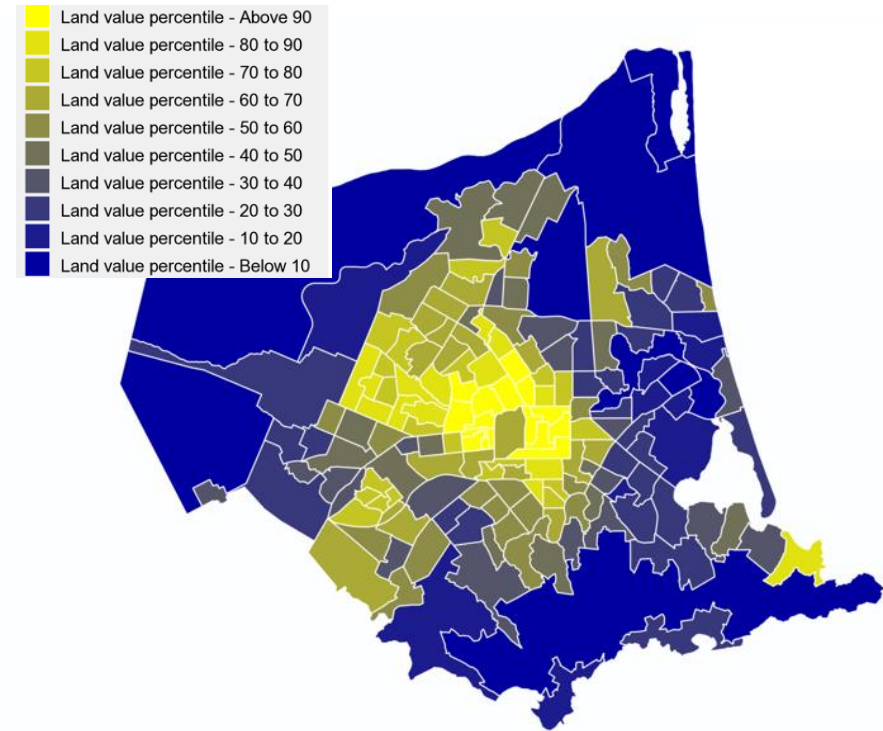 Land value percentile - Above 90
Land value percentile - 80 to 90
Land value percentile - 70 to 80
Land value percentile - 60 to 70
Land value percentile - 50 to 60
Land value percentile - 40 to 50
Land value percentile - 30 to 40
Land value percentile - 20 to 30
Land value percentile - 10 to 20
Land value percentile - Below 10